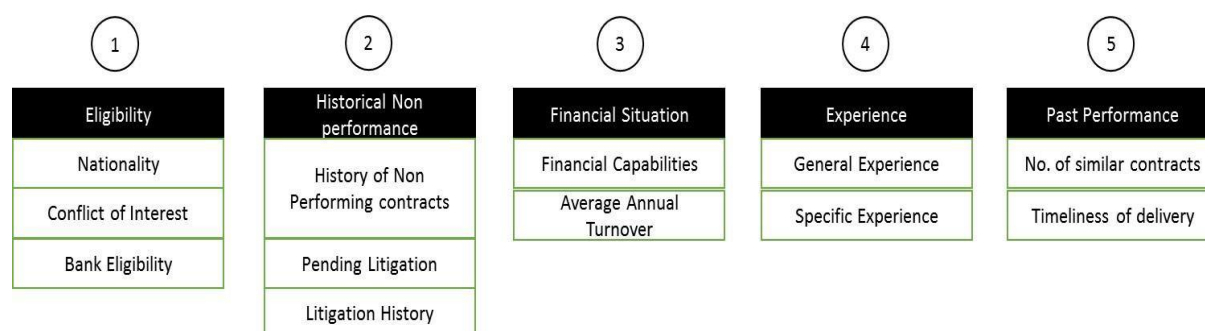 1
2
3
4
5
Eligibility
Nationality
Conflict of Interest
Bank Eligibility
Historical Non
performance
History of Non
Performing contracts
Pending Litigation
Litigation History
Financial Situation
Financial Capabilities
Average Annual
Turnover
Experience
General Experience
Specific Experience
Past Performance
No. of similar contracts
Timeliness of delivery